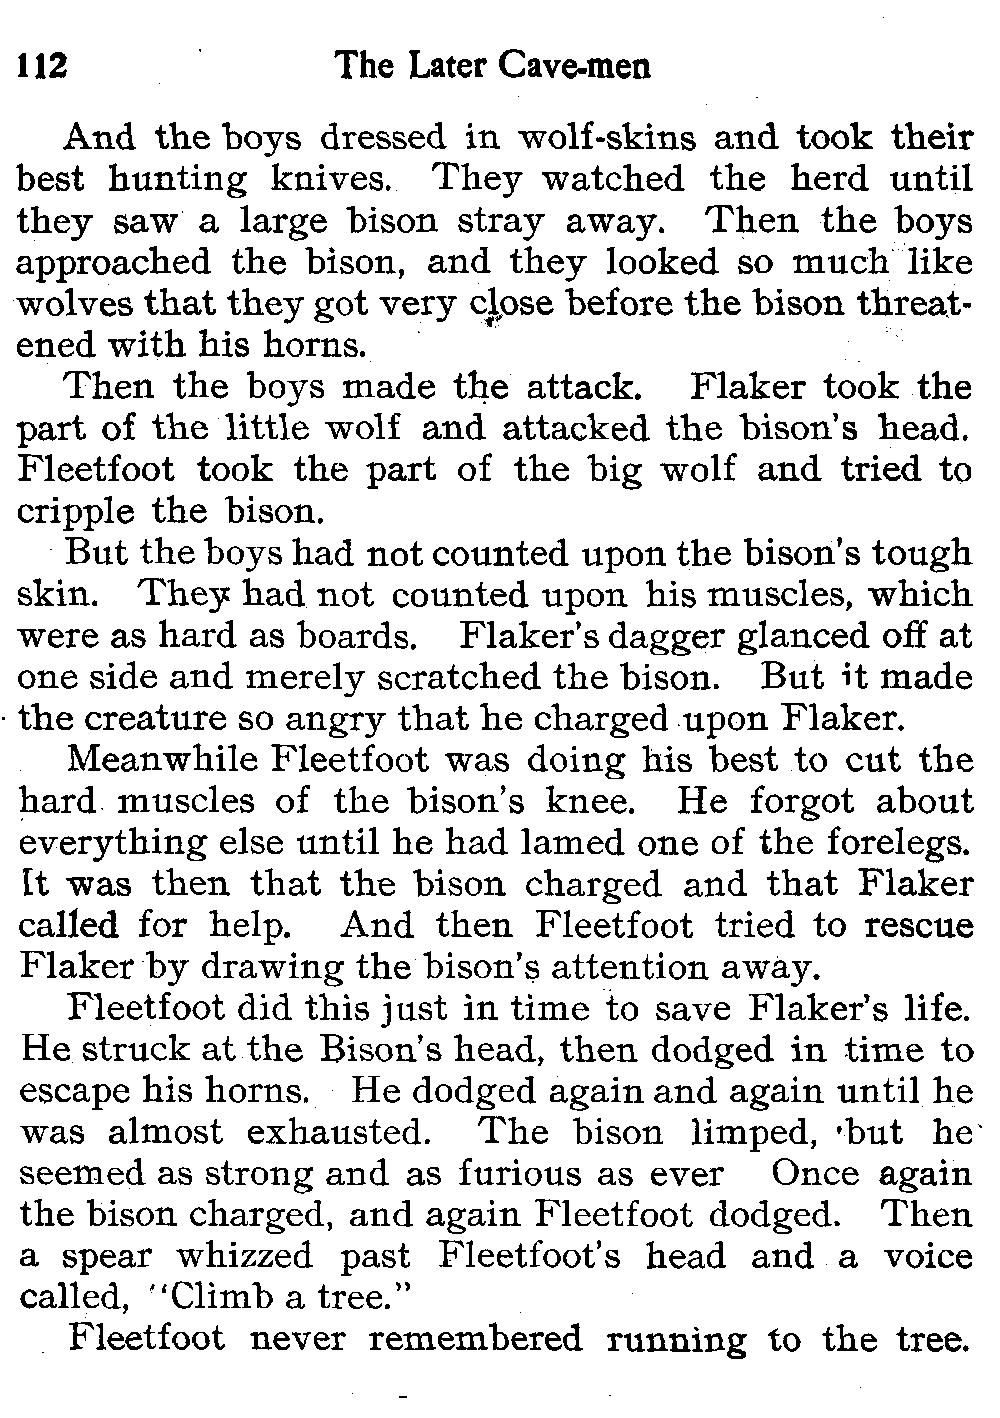 112 The Later Cave-men
And the boys dressed in wolf-skins and took their
best hunting knives. They watched the herd until
they saw a large bison stray away. Then the boys
approached the bison, and they looked so much like
wolves that they got very close before the bison threat-
ened with his horns.
Then the boys made the attack. Flaker took the
part of the little wolf and attacked the bison's head.
Fleetfoot took the part of the big wolf and tried to
cripple the bison.
But the boys had not counted upon the bison's tough
skin. They had not counted upon his muscles, which
were as hard as boards. Flaker's dagger glanced off at
one side and merely scratched the bison. But it made
the creature so angry that he charged upon Flaker.
Meanwhile Fleetfoot was doing his best to cut the
hard muscles of the bison's knee. He forgot about
everything else until he had lamed one of the forelegs.
It was then that the bison charged and that Flaker
called for help. And then Fleetfoot tried to rescue
Flaker by drawing the bison's attention away.
Fleetfoot did this just in time to save Flaker's life.
He struck at the Bison's head, then dodged in time to
escape his horns. He dodged again and again until he
was almost exhausted. The bison limped, but he
seemed as strong and as furious as ever Once again
the bison charged, and again Fleetfoot dodged. Then
a spear whizzed past Fleetfoot's head and a voice
called, "Climb a tree."
Fleetfoot never remembered running to the tree.